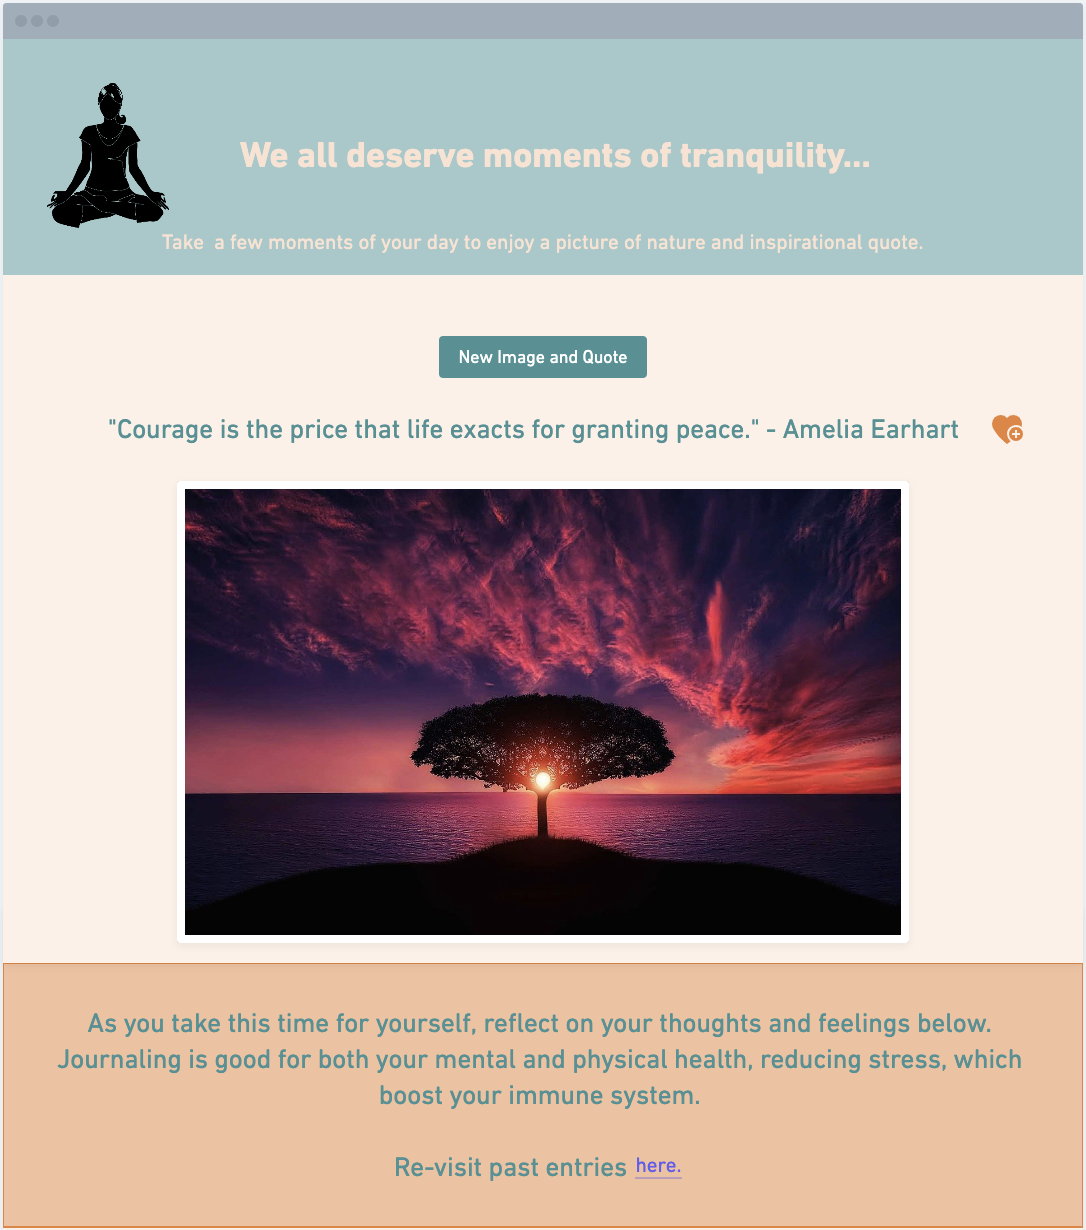 We all deserve moments of tranquility...
Take  a few moments of your day to enjoy a picture of nature and inspirational quote.
New Image and Quote
"Courage is the price that life exacts for granting peace." - Amelia Earhart
As you take this time for yourself, reflect on your thoughts and feelings below.
Journaling is good for both your mental and physical health, reducing stress, which
boost your immune system.
Re-visit past entries here.